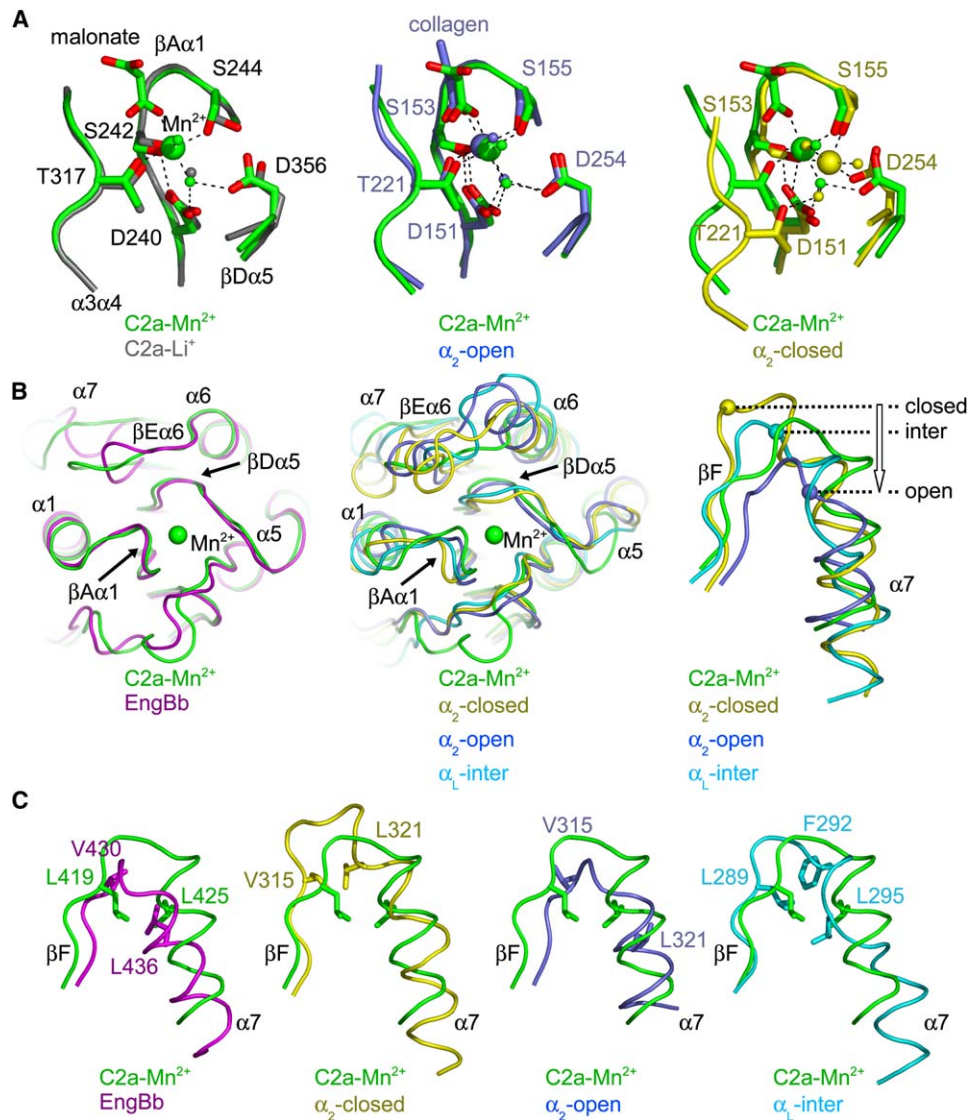 A
malonate
βAα1
S244
S242
Mn²⁺
T317
D356
D240
βDα5
α3α4
C2a-Mn²⁺
C2a-Li⁺
collagen
S155
S153
D254
T221
D151
C2a-Mn²⁺
α₂-open
S155
S153
D254
T221
D151
C2a-Mn²⁺
α₂-closed
B
α7
α6
βEα6
βDα5
α1
Mn²⁺
α5
βAα1
C2a-Mn²⁺
EngBb
α7
βEα6
α6
βDα5
α1
Mn²⁺
α5
βAα1
C2a-Mn²⁺
α₂-closed
α₂-open
α_L-inter
closed
inter
βF
open
α7
C2a-Mn²⁺
α₂-closed
α₂-open
α_L-inter
C
V430
L419
L425
βF
L436
α7
C2a-Mn²⁺
EngBb
L321
V315
βF
α7
C2a-Mn²⁺
α₂-closed
V315
βF
L321
α7
C2a-Mn²⁺
α₂-open
F292
L289
L295
βF
α7
C2a-Mn²⁺
α_L-inter